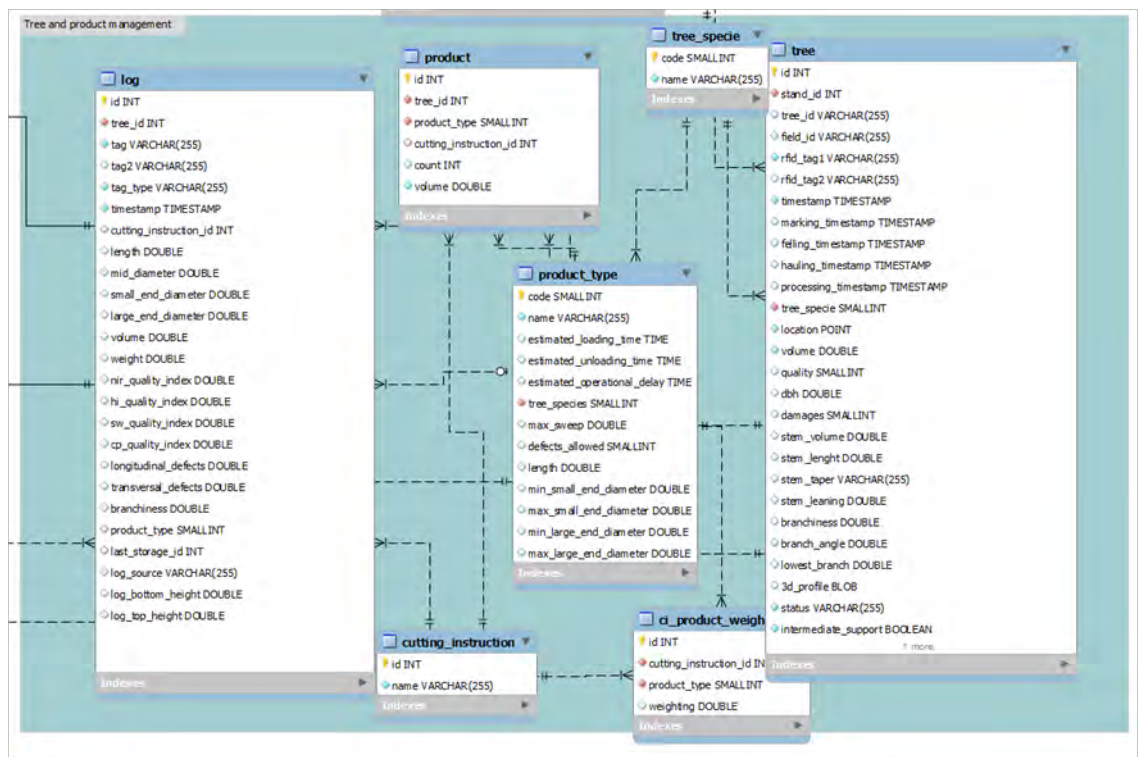 Tree and product management
log
id INT
tree_id INT
tag VARCHAR(255)
tag2 VARCHAR(255)
tag_type VARCHAR(255)
timestamp TIMESTAMP
cutting_instruction_id INT
length DOUBLE
mid_diameter DOUBLE
small_end_diameter DOUBLE
large_end_diameter DOUBLE
volume DOUBLE
weight DOUBLE
nir_quality_index DOUBLE
hi_quality_index DOUBLE
sw_quality_index DOUBLE
cp_quality_index DOUBLE
longitudinal_defects DOUBLE
transversal_defects DOUBLE
branchiness DOUBLE
product_type SMALLINT
last_storage_id INT
log_source VARCHAR(255)
log_bottom_height DOUBLE
log_top_height DOUBLE
Indexes
product
id INT
tree_id INT
product_type SMALLINT
cutting_instruction_id INT
count INT
volume DOUBLE
Indexes
tree_specie
code SMALLINT
name VARCHAR(255)
Indexes
product_type
code SMALLINT
name VARCHAR(255)
estimated_loading_time TIME
estimated_unloading_time TIME
estimated_operational_delay TIME
tree_species SMALLINT
max_sweep DOUBLE
defects_allowed SMALLINT
length DOUBLE
min_small_end_diameter DOUBLE
max_small_end_diameter DOUBLE
min_large_end_diameter DOUBLE
max_large_end_diameter DOUBLE
Indexes
cutting_instruction
id INT
name VARCHAR(255)
Indexes
ci_product_weigh
id INT
cutting_instruction_id IN
product_type SMALLINT
weighting DOUBLE
Indexes
tree
id INT
stand_id INT
tree_id VARCHAR(255)
field_id VARCHAR(255)
rfid_tag1 VARCHAR(255)
rfid_tag2 VARCHAR(255)
timestamp TIMESTAMP
marking_timestamp TIMESTAMP
felling_timestamp TIMESTAMP
hauling_timestamp TIMESTAMP
processing_timestamp TIMESTAMP
tree_specie SMALLINT
location POINT
volume DOUBLE
quality SMALLINT
dbh DOUBLE
damages SMALLINT
stem_volume DOUBLE
stem_lenght DOUBLE
stem_taper VARCHAR(255)
stem_leaning DOUBLE
branchiness DOUBLE
branch_angle DOUBLE
lowest_branch DOUBLE
3d_profile BLOB
status VARCHAR(255)
intermediate_support BOOLEAN
1 more
Indexes